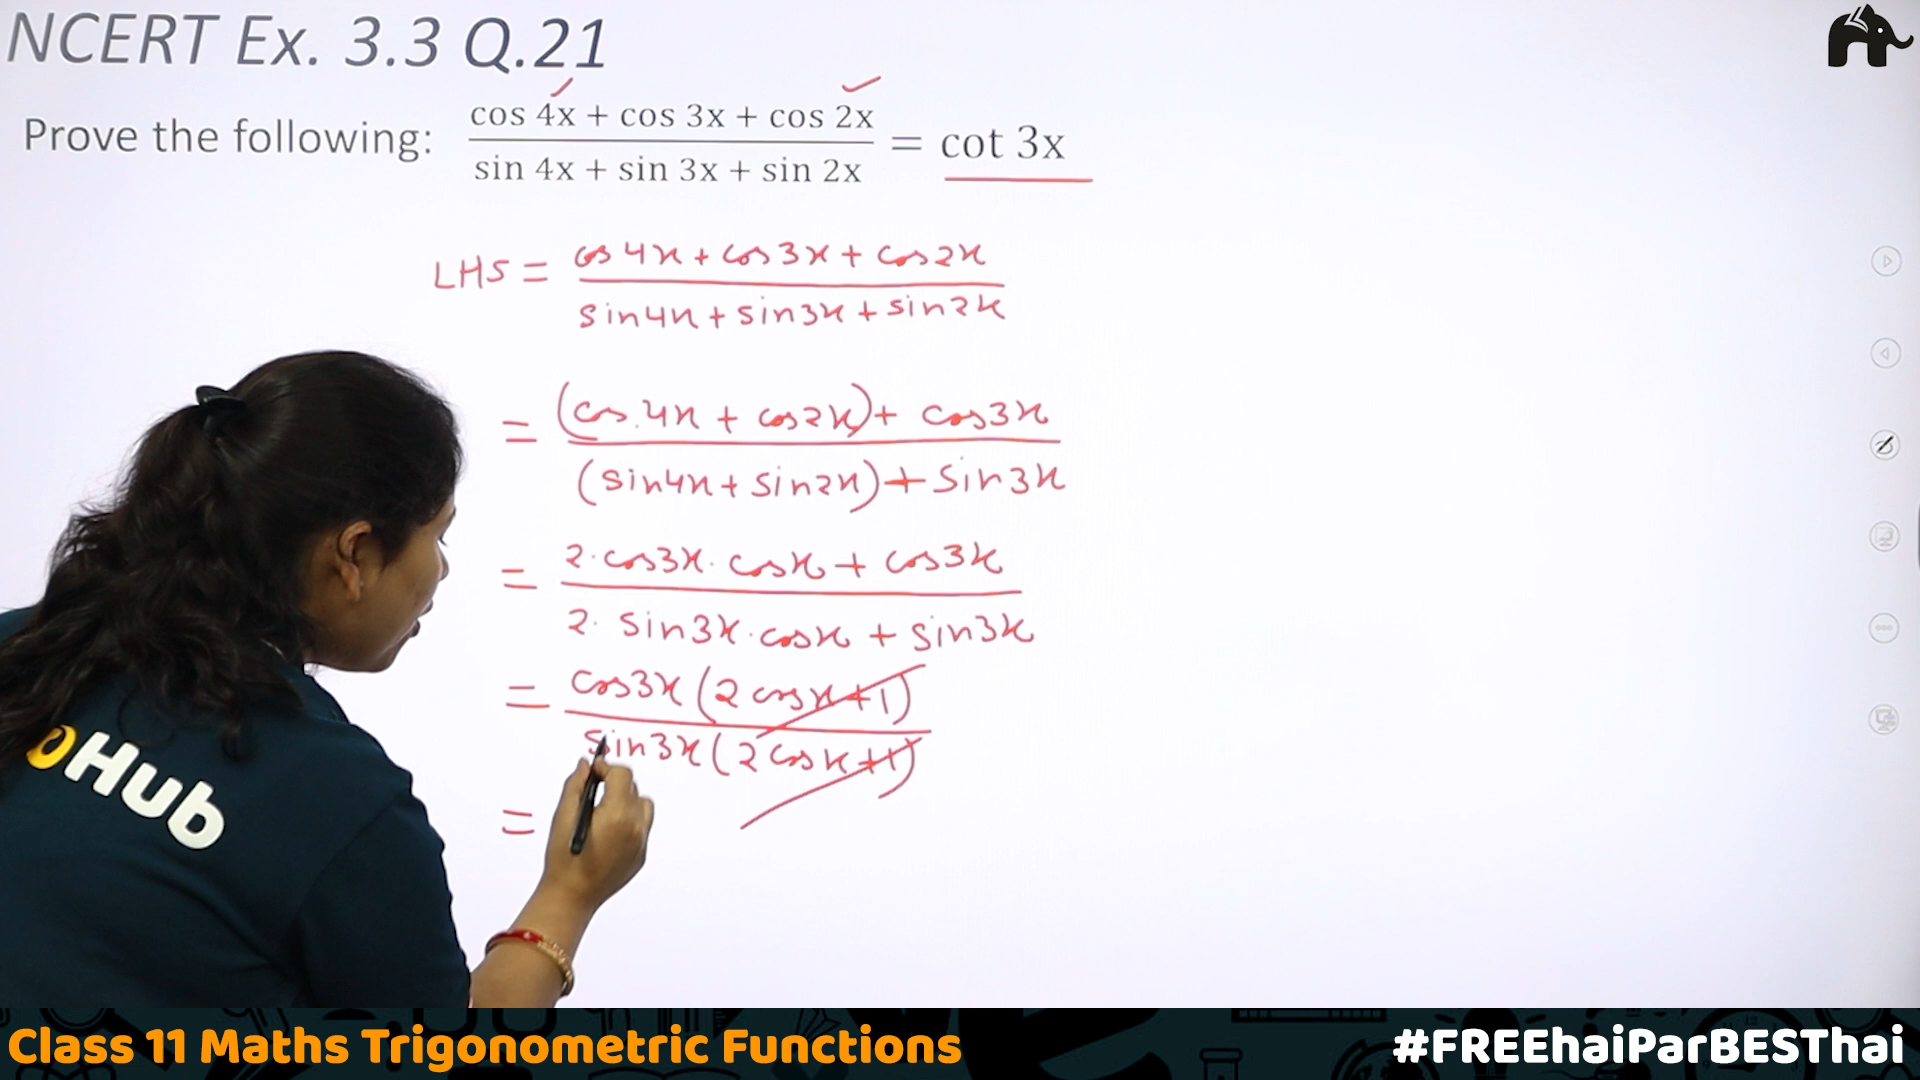 NCERT Ex. 3.3 Q.21
Prove the following: (cos 4x + cos 3x + cos 2x)/(sin 4x + sin 3x + sin 2x) = cot 3x
LHS = (cos4x + cos3x + cos2x)/(sin4x + sin3x + sin2x)
= ((cos.4x + cos2x) + cos3x)/((sin4x + sin2x) + sin3x)
= (2·cos3x·cosx + cos3x)/(2·sin3x·cosx + sin3x)
= (cos3x(2cosx+1))/(sin3x(2cosx+1))
=
Hub
Class 11 Maths Trigonometric Functions
#FREEhaiParBESThai